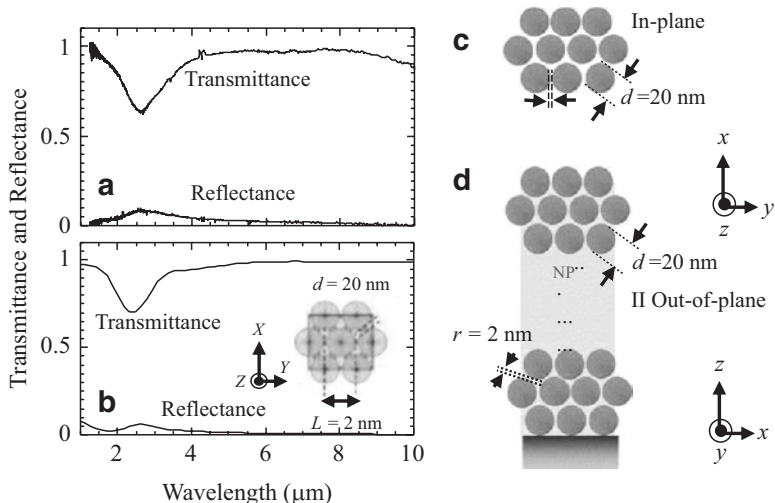 Transmittance and Reflectance
1
0.5
0
1
0.5
0
Transmittance
a
Reflectance
Transmittance
d = 20 nm
X
Y
Z
b
Reflectance
L = 2 nm
2
4
6
8
10
Wavelength (μm)
c
In-plane
d = 20 nm
d
x
y
z
d = 20 nm
NP
II Out-of-plane
r = 2 nm
z
x
y